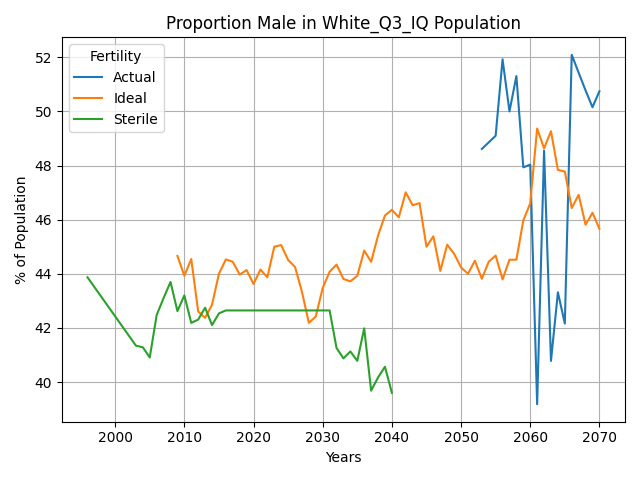 Proportion Male in White_Q3_IQ Population
% of Population
52
50
48
46
44
42
40
Fertility
Actual
Ideal
Sterile
2000
2010
2020
2030
2040
2050
2060
2070
Years